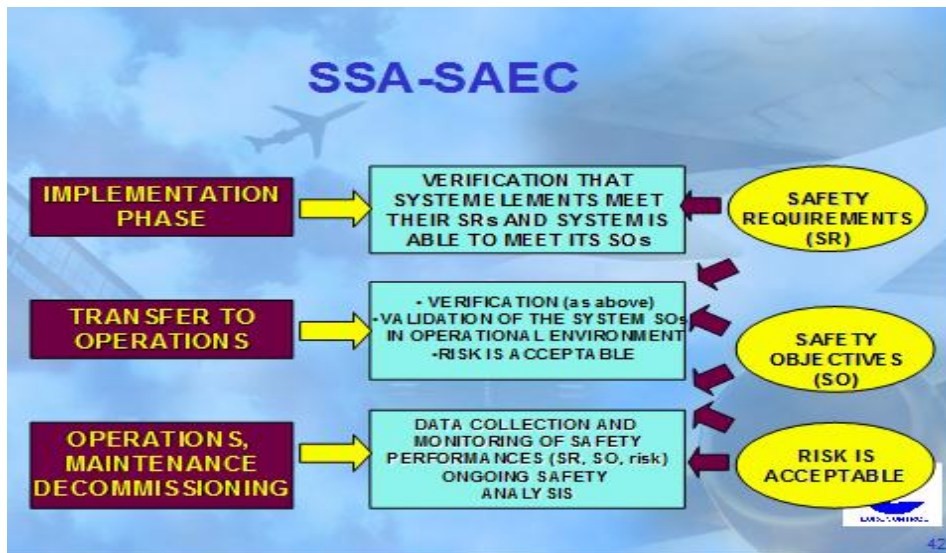 SSA-SAEC
IMPLEMENTATION
PHASE
VERIFICATION THAT
SYSTEM ELEMENTS MEET
THEIR SRs AND SYSTEM IS
ABLE TO MEET ITS SOs
SAFETY
REQUIREMENTS
(SR)
TRANSFER TO
OPERATIONS
- VERIFICATION (as above)
•VALIDATION OF THE SYSTEM SOs
IN OPERATIONAL ENVIRONMENT
-RISK IS ACCEPTABLE
SAFETY
OBJECTIVES
(SO)
OPERATIONS,
MAINTENANCE
DECOMMISSIONING
DATA COLLECTION AND
MONITORING OF SAFETY
PERFORMANCES (SR, SO, risk)
ONGOING SAFETY
ANALYSIS
RISK IS
ACCEPTABLE
42